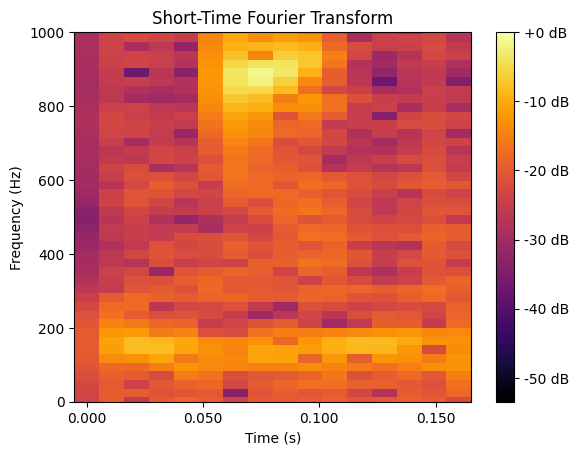 Short-Time Fourier Transform
1000
800
600
400
200
0
Frequency (Hz)
0.000
0.050
0.100
0.150
Time (s)
+0 dB
-10 dB
-20 dB
-30 dB
-40 dB
-50 dB